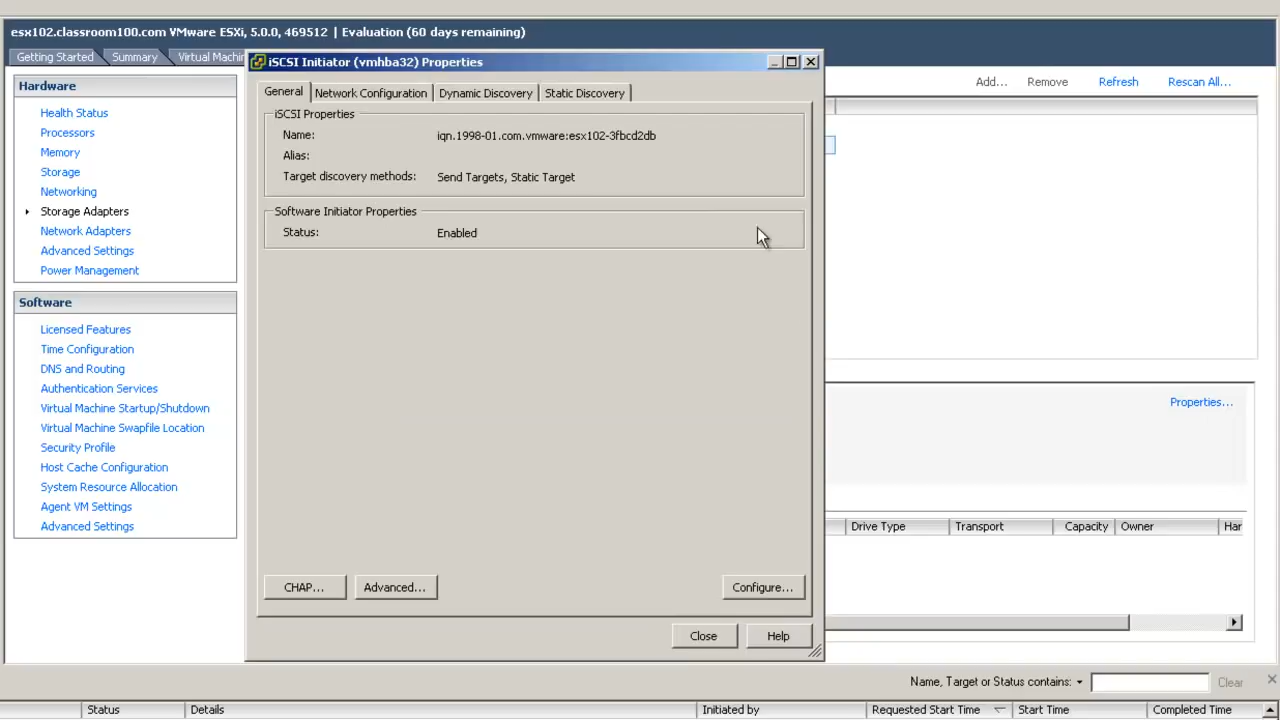 esx102.classroom100.com VMware ESXi, 5.0.0, 469512 | Evaluation (60 days remaining)
Getting Started Summary Virtual Machin
Hardware
Health Status
Processors
Memory
Storage
Networking
Storage Adapters
Network Adapters
Advanced Settings
Power Management
Software
Licensed Features
Time Configuration
DNS and Routing
Authentication Services
Virtual Machine Startup/Shutdown
Virtual Machine Swapfile Location
Security Profile
Host Cache Configuration
System Resource Allocation
Agent VM Settings
Advanced Settings
iSCSI Initiator (vmhba32) Properties
General Network Configuration Dynamic Discovery Static Discovery
iSCSI Properties
Name: iqn.1998-01.com.vmware:esx102-3fbcd2db
Alias:
Target discovery methods: Send Targets, Static Target
Software Initiator Properties
Status: Enabled
CHAP... Advanced... Configure...
Close Help
Add... Remove Refresh Rescan All...
Properties...
Drive Type Transport Capacity Owner Har
Name, Target or Status contains: Clear
Status Details Initiated by Requested Start Time Start Time Completed Time